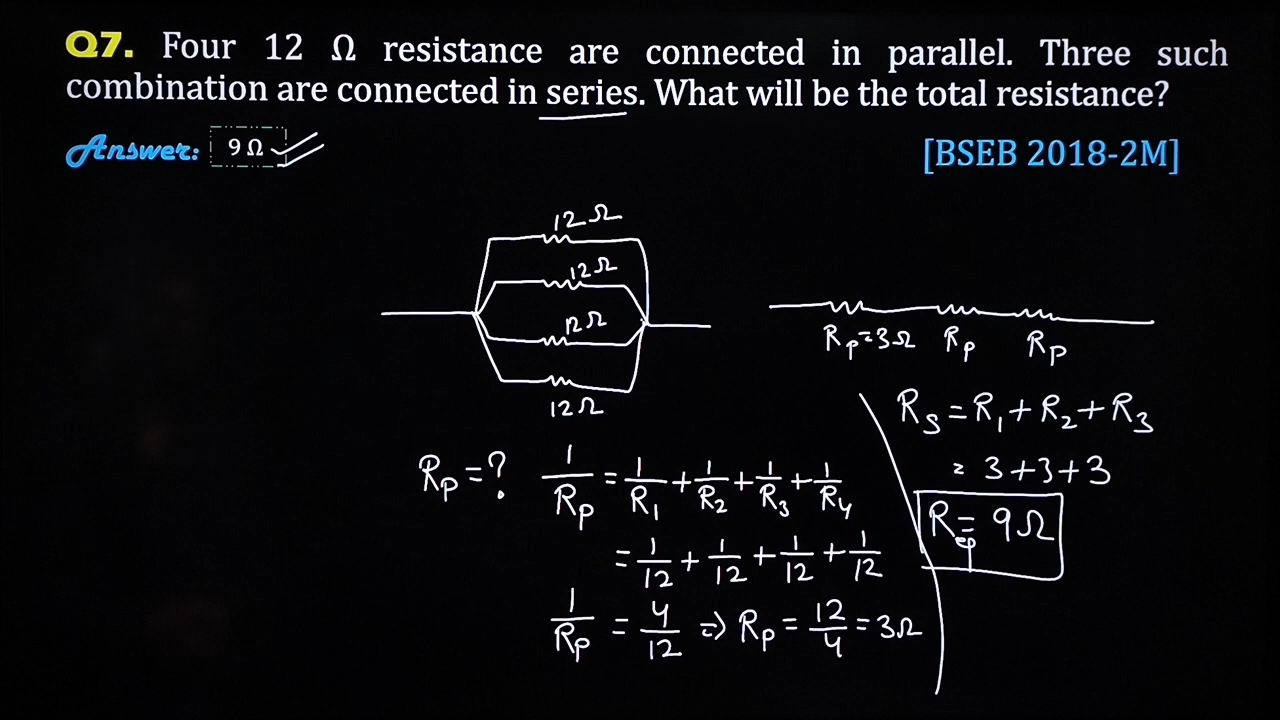 Q7. Four 12 Ω resistance are connected in parallel. Three such
combination are connected in series. What will be the total resistance?
Answer: 9 Ω
[BSEB 2018-2M]
12 Ω
12 Ω
12 Ω
12 Ω
Rp = 3Ω Rp Rp
Rp = ? 1/Rp = 1/R1 + 1/R2 + 1/R3 + 1/R4
= 1/12 + 1/12 + 1/12 + 1/12
1/Rp = 4/12 ⇒ Rp = 12/4 = 3Ω
Rs = R1 + R2 + R3
= 3 + 3 + 3
Req = 9 Ω